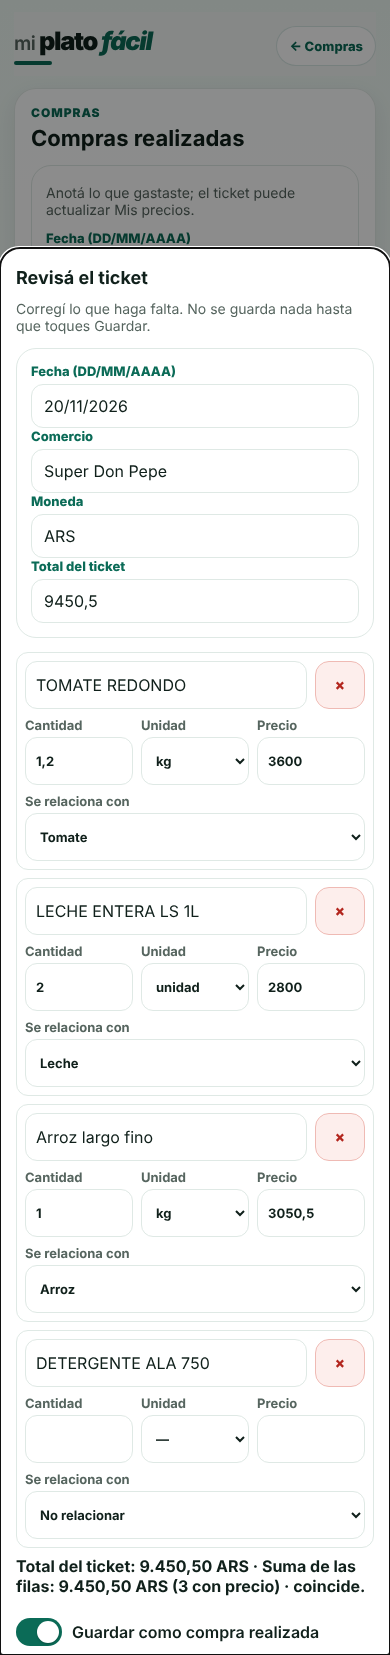 mi plato fácil
← Compras
COMPRAS
Compras realizadas
Anotá lo que gastaste; el ticket puede
actualizar Mis precios.
Fecha (DD/MM/AAAA)
Revisá el ticket
Corregí lo que haga falta. No se guarda nada hasta
que toques Guardar.
Fecha (DD/MM/AAAA)
20/11/2026
Comercio
Super Don Pepe
Moneda
ARS
Total del ticket
9450,5
TOMATE REDONDO
×
Cantidad Unidad Precio
1,2 kg 3600
Se relaciona con
Tomate
LECHE ENTERA LS 1L
×
Cantidad Unidad Precio
2 unidad 2800
Se relaciona con
Leche
Arroz largo fino
×
Cantidad Unidad Precio
1 kg 3050,5
Se relaciona con
Arroz
DETERGENTE ALA 750
×
Cantidad Unidad Precio
—
Se relaciona con
No relacionar
Total del ticket: 9.450,50 ARS · Suma de las
filas: 9.450,50 ARS (3 con precio) · coincide.
Guardar como compra realizada